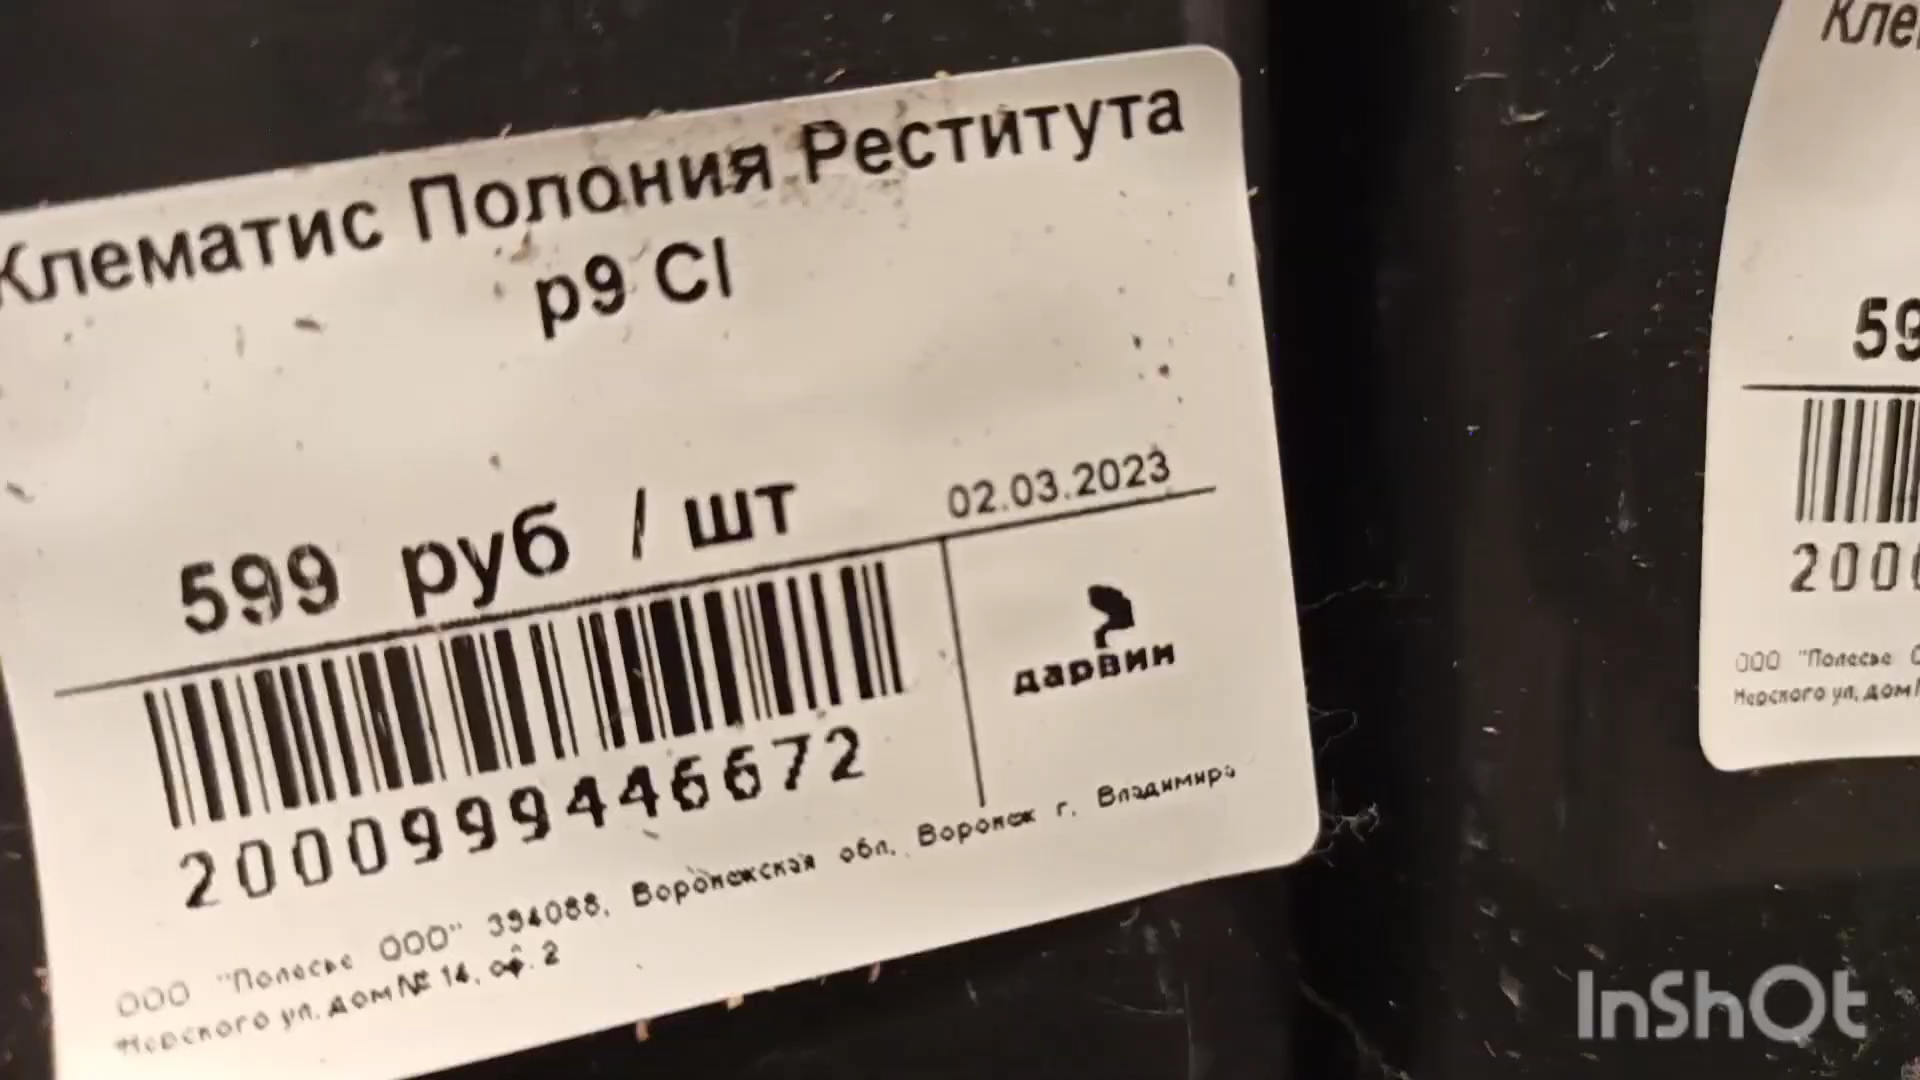 Клематис Полония Реститута
р9 Cl
599 руб / шт
02.03.2023
дарвин
2000999446672
ООО "Полесье ООО" 394088, Воронежская обл, Воронеж г, Владимира
Невского ул, дом № 14, оф. 2
Кле
59
200
ООО "Полесье О
Невского ул, дом №
InShOt